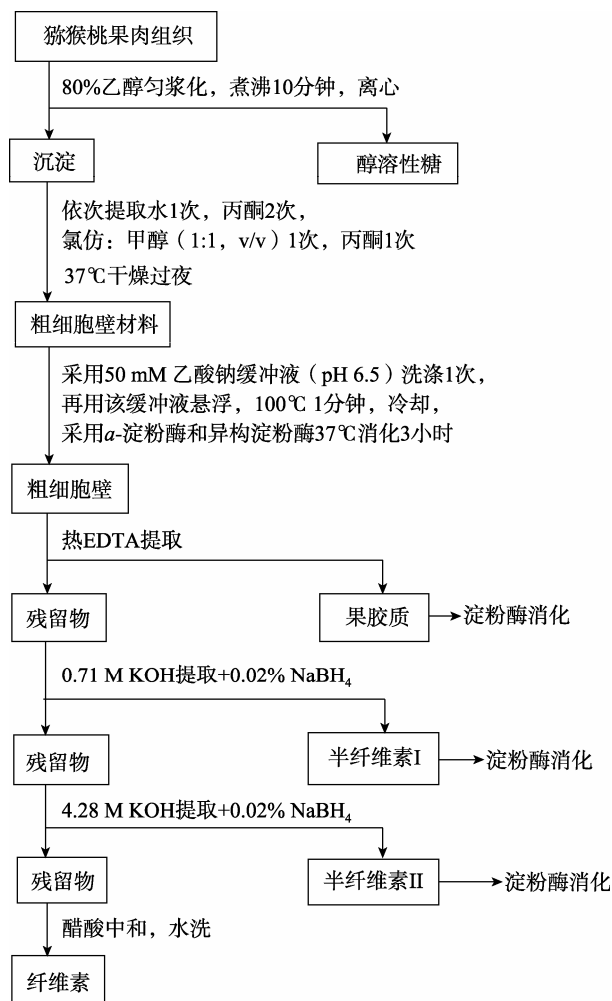 猕猴桃果肉组织
80%乙醇匀浆化，煮沸10分钟，离心
沉淀
醇溶性糖
依次提取水1次，丙酮2次，
氯仿：甲醇（1:1，v/v）1次，丙酮1次
37℃干燥过夜
粗细胞壁材料
采用50 mM 乙酸钠缓冲液（pH 6.5）洗涤1次，
再用该缓冲液悬浮，100℃ 1分钟，冷却，
采用a-淀粉酶和异构淀粉酶37℃消化3小时
粗细胞壁
热EDTA提取
残留物
果胶质
淀粉酶消化
0.71 M KOH提取+0.02% NaBH₄
残留物
半纤维素I
淀粉酶消化
4.28 M KOH提取+0.02% NaBH₄
残留物
半纤维素II
淀粉酶消化
醋酸中和，水洗
纤维素